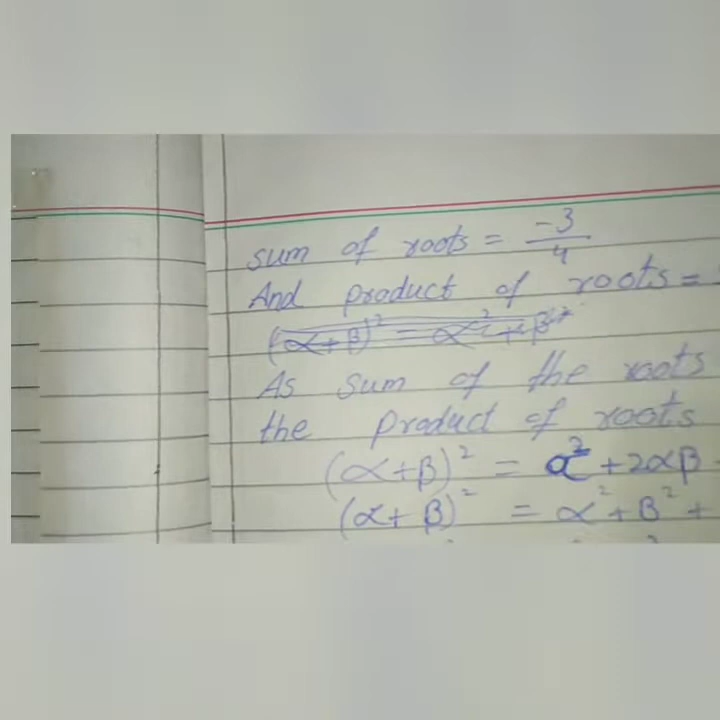 sum of roots = -3/4
And product of roots =
(α+β)² = α² + β²
As sum of the roots
the product of roots
(α+β)² = α² + 2αβ
(α+β)² = α² + β² +